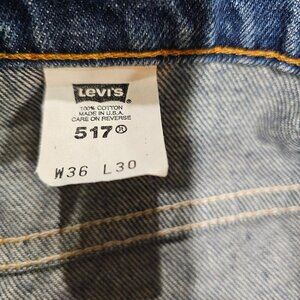 Levi's
100% COTTON
MADE IN U.S.A.
CARE ON REVERSE
517
W36 L30